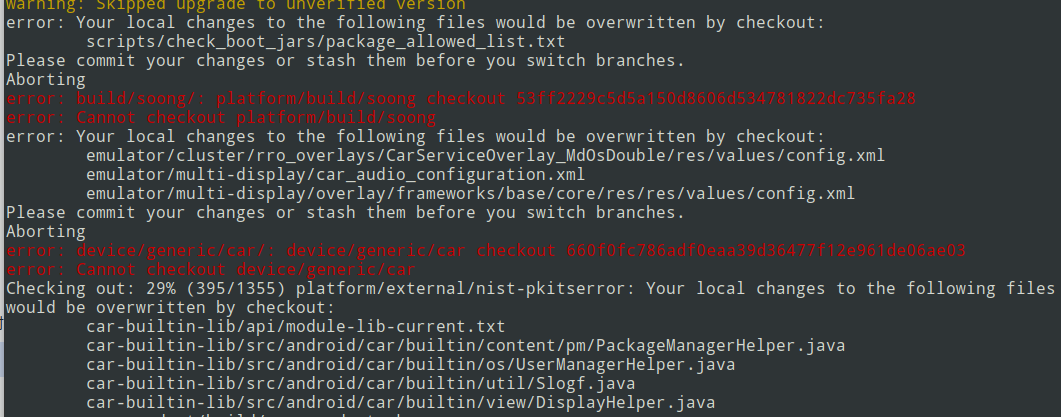 warning: Skipped upgrade to unverified version
error: Your local changes to the following files would be overwritten by checkout:
scripts/check_boot_jars/package_allowed_list.txt
Please commit your changes or stash them before you switch branches.
Aborting
error: build/soong/: platform/build/soong checkout 53ff2229c5d5a150d8606d534781822dc735fa28
error: Cannot checkout platform/build/soong
error: Your local changes to the following files would be overwritten by checkout:
emulator/cluster/rro_overlays/CarServiceOverlay_MdOsDouble/res/values/config.xml
emulator/multi-display/car_audio_configuration.xml
emulator/multi-display/overlay/frameworks/base/core/res/res/values/config.xml
Please commit your changes or stash them before you switch branches.
Aborting
error: device/generic/car/: device/generic/car checkout 660f0fc786adf0eaa39d36477f12e961de06ae03
error: Cannot checkout device/generic/car
Checking out: 29% (395/1355) platform/external/nist-pkitserror: Your local changes to the following files
would be overwritten by checkout:
car-builtin-lib/api/module-lib-current.txt
car-builtin-lib/src/android/car/builtin/content/pm/PackageManagerHelper.java
car-builtin-lib/src/android/car/builtin/os/UserManagerHelper.java
car-builtin-lib/src/android/car/builtin/util/Slogf.java
car-builtin-lib/src/android/car/builtin/view/DisplayHelper.java